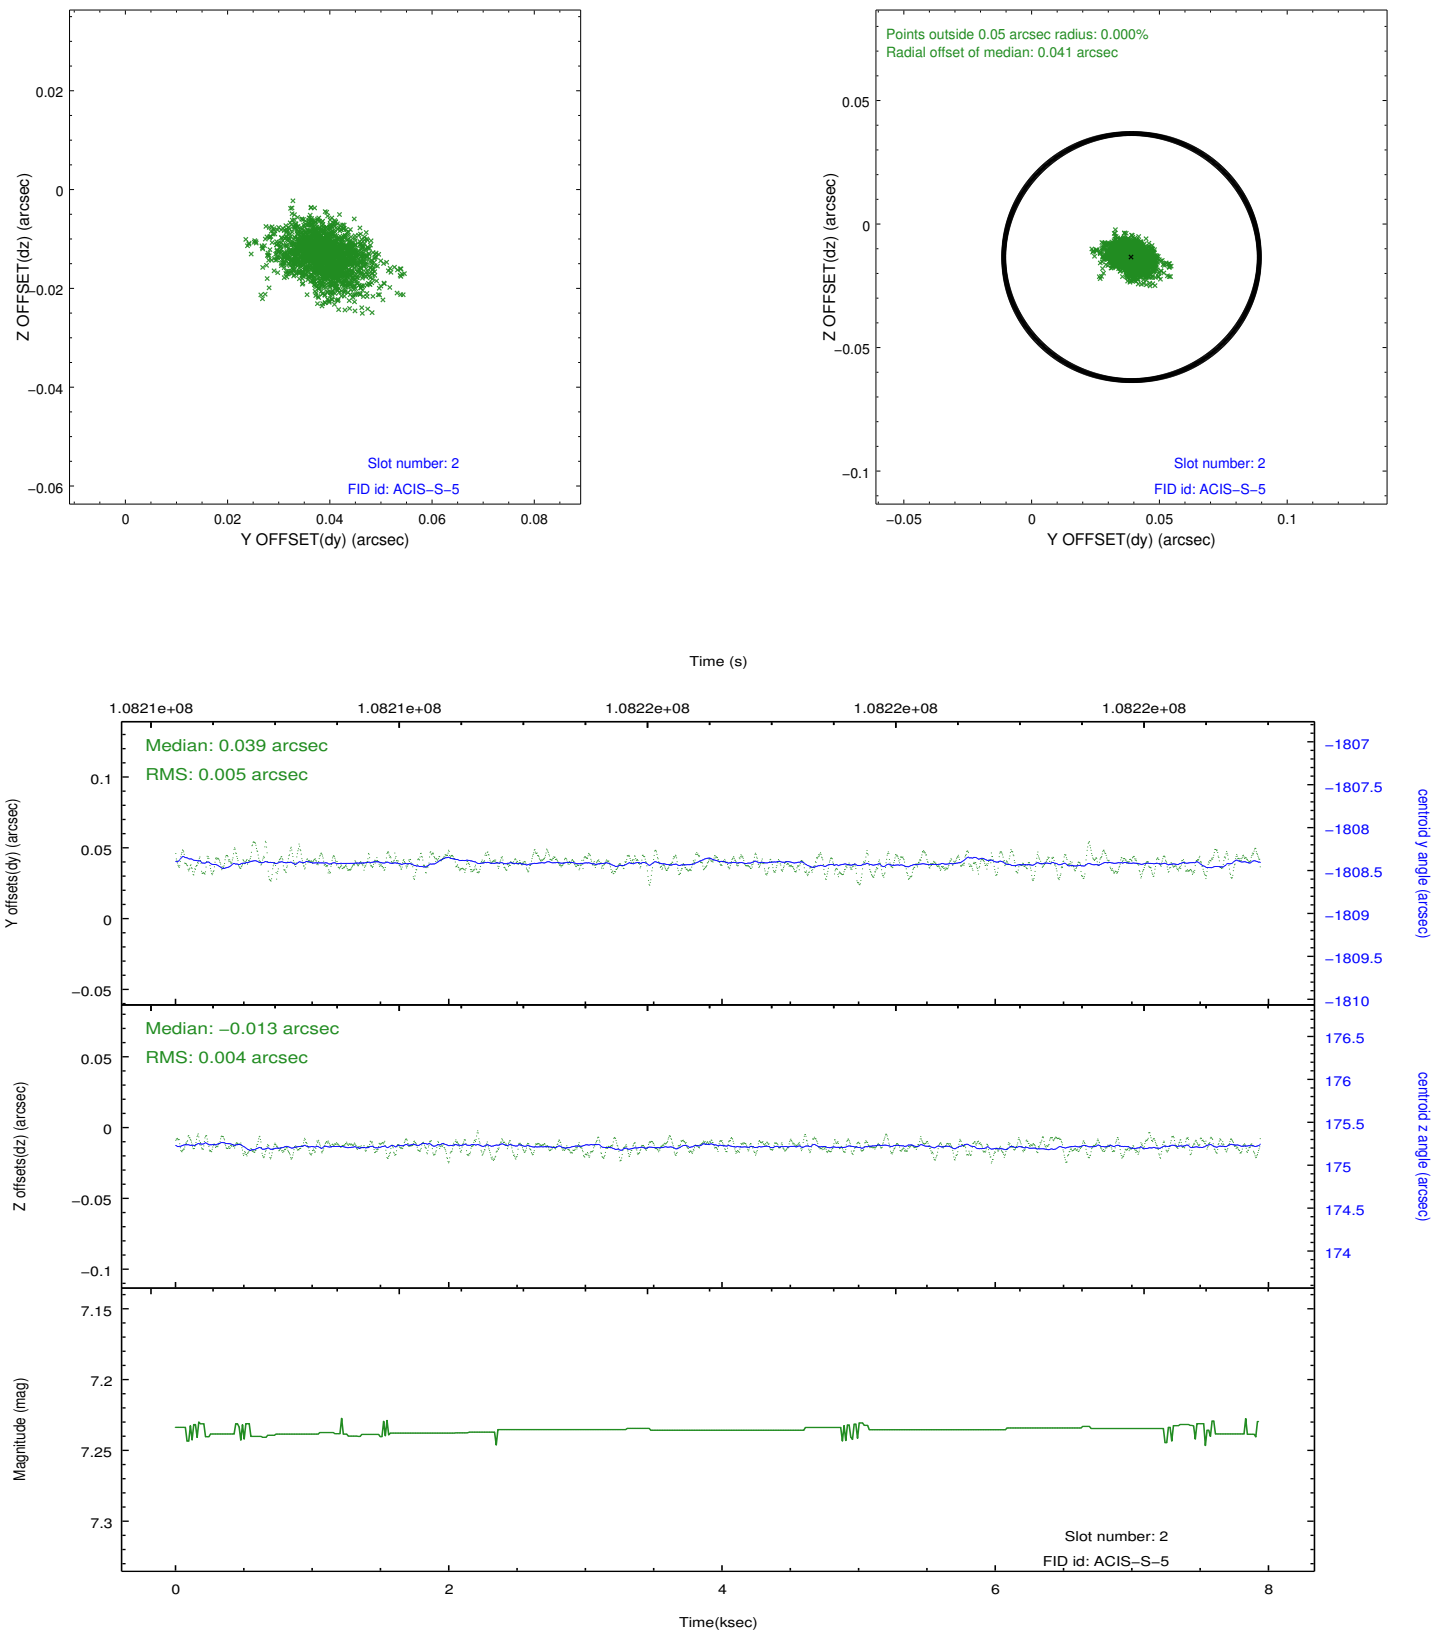 0.02
0
−0.02
−0.04
−0.06
Z OFFSET(dz) (arcsec)
Slot number: 2
FID id: ACIS−S−5
0
0.02
0.04
0.06
0.08
Y OFFSET(dy) (arcsec)
Points outside 0.05 arcsec radius: 0.000%
Radial offset of median: 0.041 arcsec
0.05
0
−0.05
−0.1
Z OFFSET(dz) (arcsec)
Slot number: 2
FID id: ACIS−S−5
−0.05
0
0.05
0.1
Y OFFSET(dy) (arcsec)
Time (s)
1.0821e+08
1.0821e+08
1.0822e+08
1.0822e+08
1.0822e+08
Median: 0.039 arcsec
RMS: 0.005 arcsec
0.1
0.05
0
−0.05
Y offsets(dy) (arcsec)
−1807
−1807.5
−1808
−1808.5
−1809
−1809.5
−1810
centroid y angle (arcsec)
Median: −0.013 arcsec
RMS: 0.004 arcsec
0.05
0
−0.05
−0.1
Z offsets(dz) (arcsec)
176.5
176
175.5
175
174.5
174
centroid z angle (arcsec)
7.15
7.2
7.25
7.3
Magnitude (mag)
Slot number: 2
FID id: ACIS−S−5
0
2
4
6
8
Time(ksec)